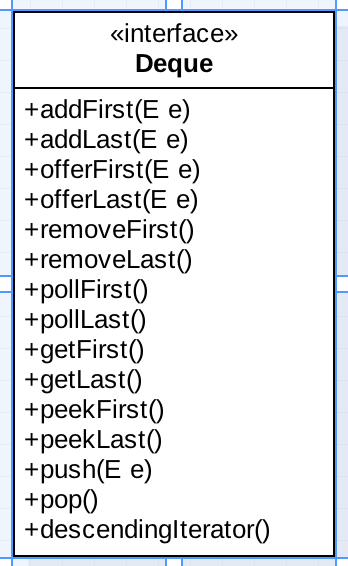 «interface»
Deque
+addFirst(E e)
+addLast(E e)
+offerFirst(E e)
+offerLast(E e)
+removeFirst()
+removeLast()
+pollFirst()
+pollLast()
+getFirst()
+getLast()
+peekFirst()
+peekLast()
+push(E e)
+pop()
+descendingIterator()